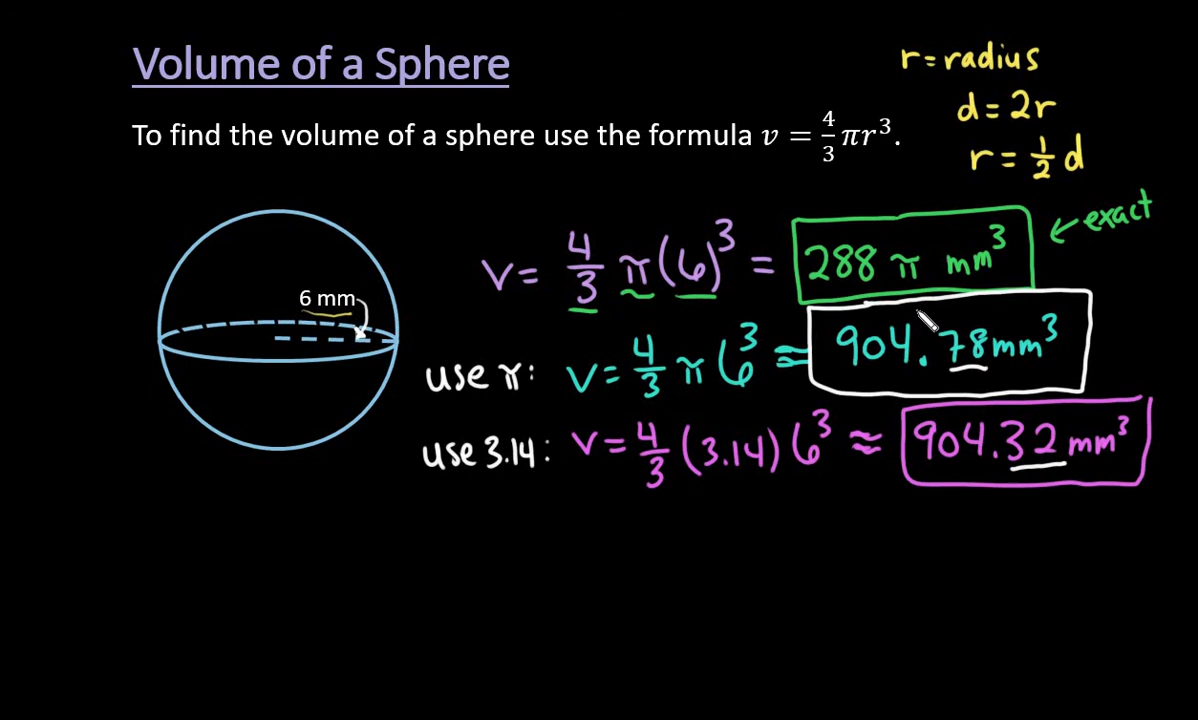 Volume of a Sphere
r = radius
d = 2r
To find the volume of a sphere use the formula v = 4/3 πr³.
r = 1/2 d
← exact
v = 4/3 π(6)³ = 288 π mm³
6 mm
use π: v = 4/3 π 6³ ≈ 904.78 mm³
use 3.14: v = 4/3 (3.14) 6³ ≈ 904.32 mm³